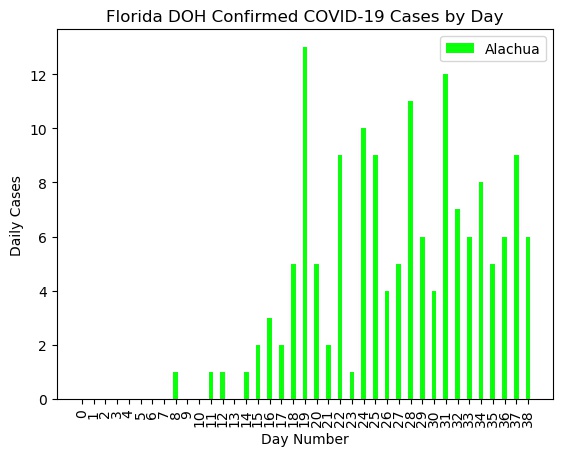 Florida DOH Confirmed COVID-19 Cases by Day
Alachua
12
10
8
6
4
2
0
Daily Cases
0 1 2 3 4 5 6 7 8 9 10 11 12 13 14 15 16 17 18 19 20 21 22 23 24 25 26 27 28 29 30 31 32 33 34 35 36 37 38
Day Number